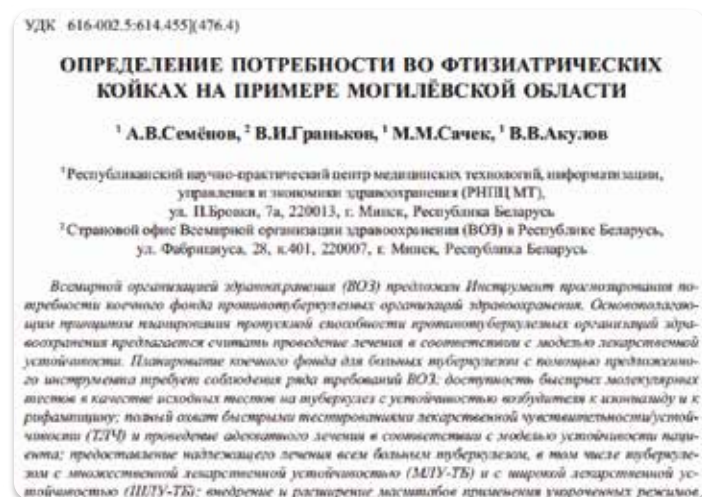 УДК 616-002.5:614.455](476.4)
ОПРЕДЕЛЕНИЕ ПОТРЕБНОСТИ ВО ФТИЗИАТРИЧЕСКИХ
КОЙКАХ НА ПРИМЕРЕ МОГИЛЁВСКОЙ ОБЛАСТИ
¹ А.В.Семёнов, ² В.И.Граньков, ¹ М.М.Сачек, ¹ В.В.Акулов
¹Республиканский научно-практический центр медицинских технологий, информатизации,
управления и экономики здравоохранения (РНПЦ МТ),
ул. П.Бровки, 7а, 220013, г. Минск, Республика Беларусь
²Страновой офис Всемирной организации здравоохранения (ВОЗ) в Республике Беларусь,
ул. Фабрициуса, 28, к.401, 220007, г. Минск, Республика Беларусь
Всемирной организацией здравоохранения (ВОЗ) предложен Инструмент прогнозирования по-
требности коечного фонда противотуберкулезных организаций здравоохранения. Основополагаю-
щим принципом планирования пропускной способности противотуберкулезных организаций здра-
воохранения предлагается считать проведение лечения в соответствии с моделью лекарственной
устойчивости. Планирование коечного фонда для больных туберкулезом с помощью предложенно-
го инструмента требует соблюдения ряда требований ВОЗ: доступность быстрых молекулярных
тестов в качестве исходных тестов на туберкулез с устойчивостью возбудителя к изониазиду и к
рифампицину; полный охват быстрыми тестированиями лекарственной чувствительности/устой-
чивости (ТЛЧ) и проведение адекватного лечения в соответствии с моделью устойчивости паци-
ента; предоставление надлежащего лечения всем больным туберкулезом, в том числе туберкуле-
зом с множественной лекарственной устойчивостью (МЛУ-ТБ) и с широкой лекарственной ус-
тойчивостью (ШЛУ-ТБ); внедрение и расширение масштабов применения укороченных режимов